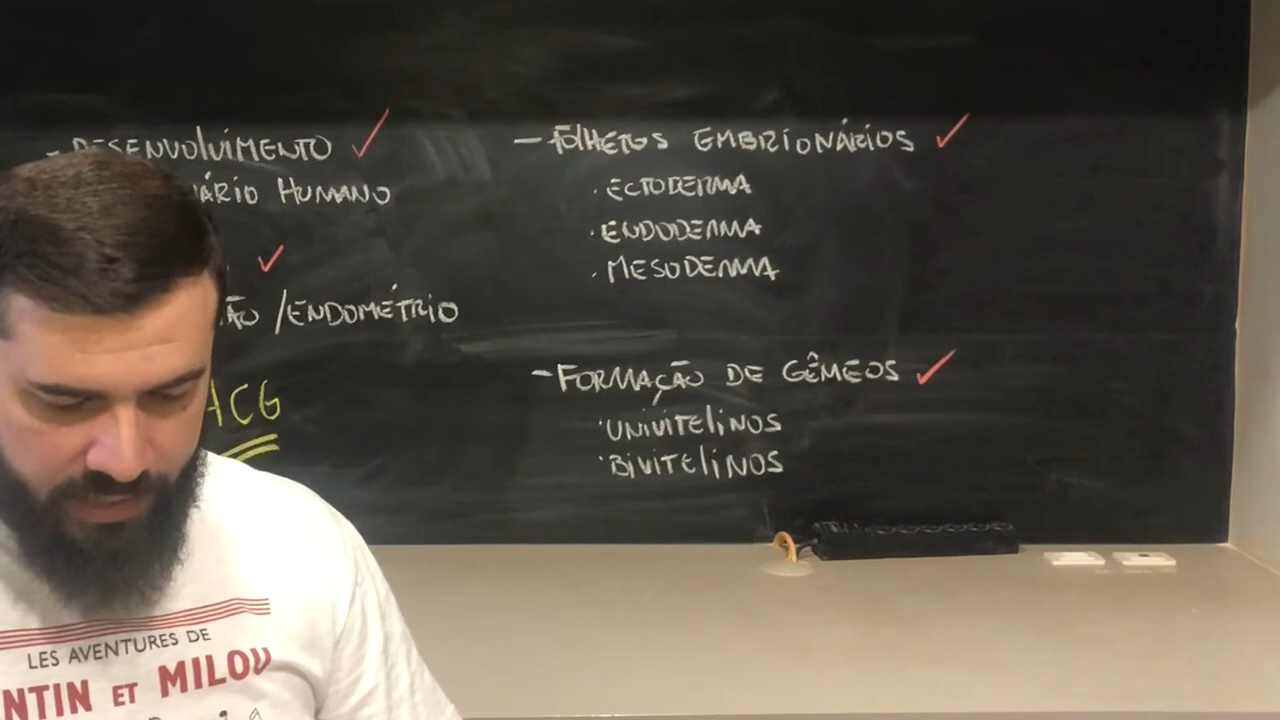 - DESENVOLVIMENTO ✓
ÁRIO HUMANO
✓
ÃO / ENDOMÉTRIO
ACG
- FOLHETOS EMBRIONÁRIOS ✓
· ECTODERMA
· ENDODERMA
· MESODERMA
- FORMAÇÃO DE GÊMEOS ✓
· UNIVITELINOS
· BIVITELINOS
LES AVENTURES DE
NTIN ET MILOU